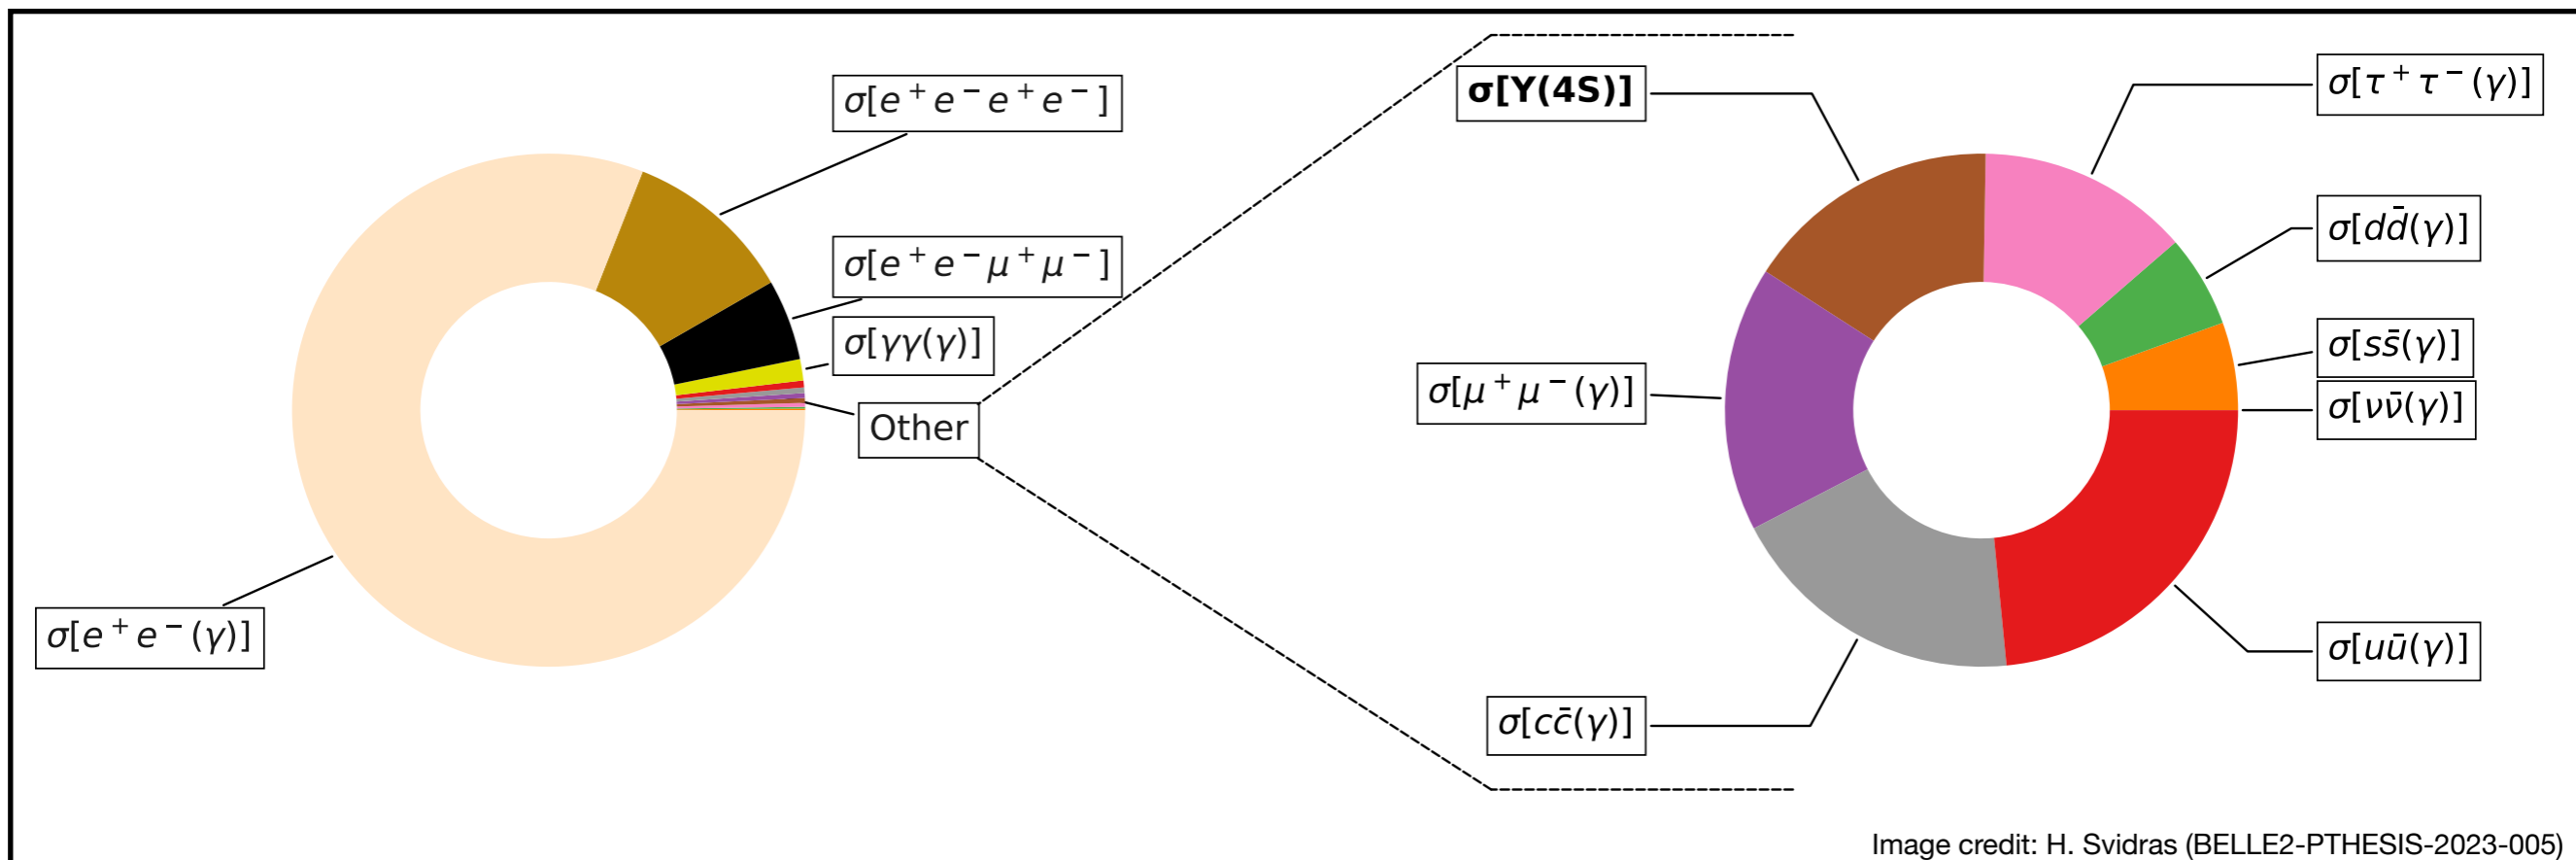 σ[e⁺e⁻e⁺e⁻]
σ[e⁺e⁻μ⁺μ⁻]
σ[γγ(γ)]
Other
σ[e⁺e⁻(γ)]
σ[Υ(4S)]
σ[τ⁺τ⁻(γ)]
σ[dd̄(γ)]
σ[ss̄(γ)]
σ[νν̄(γ)]
σ[μ⁺μ⁻(γ)]
σ[uū(γ)]
σ[cc̄(γ)]
Image credit: H. Svidras (BELLE2-PTHESIS-2023-005)